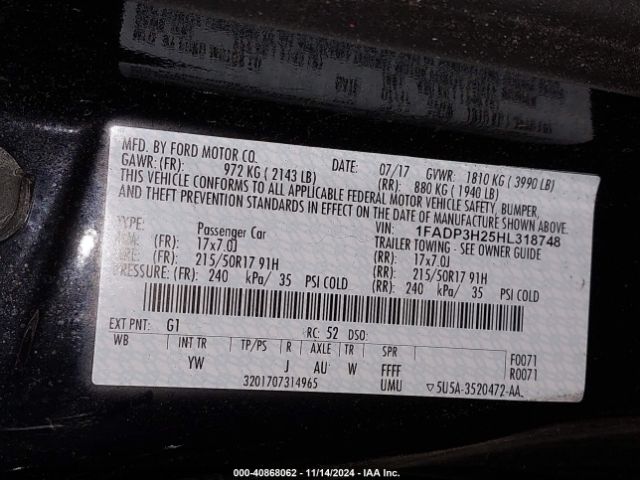 MFD. BY FORD MOTOR CO.
DATE: 07/17 GVWR: 1810 KG ( 3990 LB)
GAWR: (FR): 972 KG ( 2143 LB) (RR): 880 KG ( 1940 LB)
THIS VEHICLE CONFORMS TO ALL APPLICABLE FEDERAL MOTOR VEHICLE SAFETY, BUMPER,
AND THEFT PREVENTION STANDARDS IN EFFECT ON THE DATE OF MANUFACTURE SHOWN ABOVE.
VIN: 1FADP3H25HL318748
TYPE: Passenger Car TRAILER TOWING - SEE OWNER GUIDE
(FR): 17x7.0J (RR): 17x7.0J
(FR): 215/50R17 91H (RR): 215/50R17 91H
PRESSURE: (FR): 240 kPa/ 35 PSI COLD (RR): 240 kPa/ 35 PSI COLD
EXT PNT: G1 RC: 52 DSO:
WB INT TR TP/PS R AXLE TR SPR F0071
YW J AU W FFFF R0071
3201707314965 UMU ▽5U5A-3520472-AA
000-40868062 - 11/14/2024 - IAA Inc.